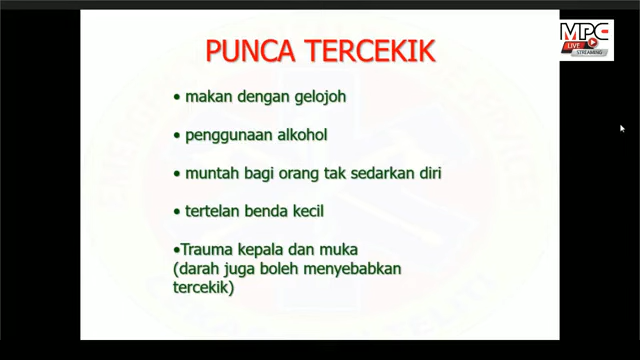 MPC
LIVE
STREAMING
PUNCA TERCEKIK
• makan dengan gelojoh
• penggunaan alkohol
• muntah bagi orang tak sedarkan diri
• tertelan benda kecil
•Trauma kepala dan muka
(darah juga boleh menyebabkan
tercekik)